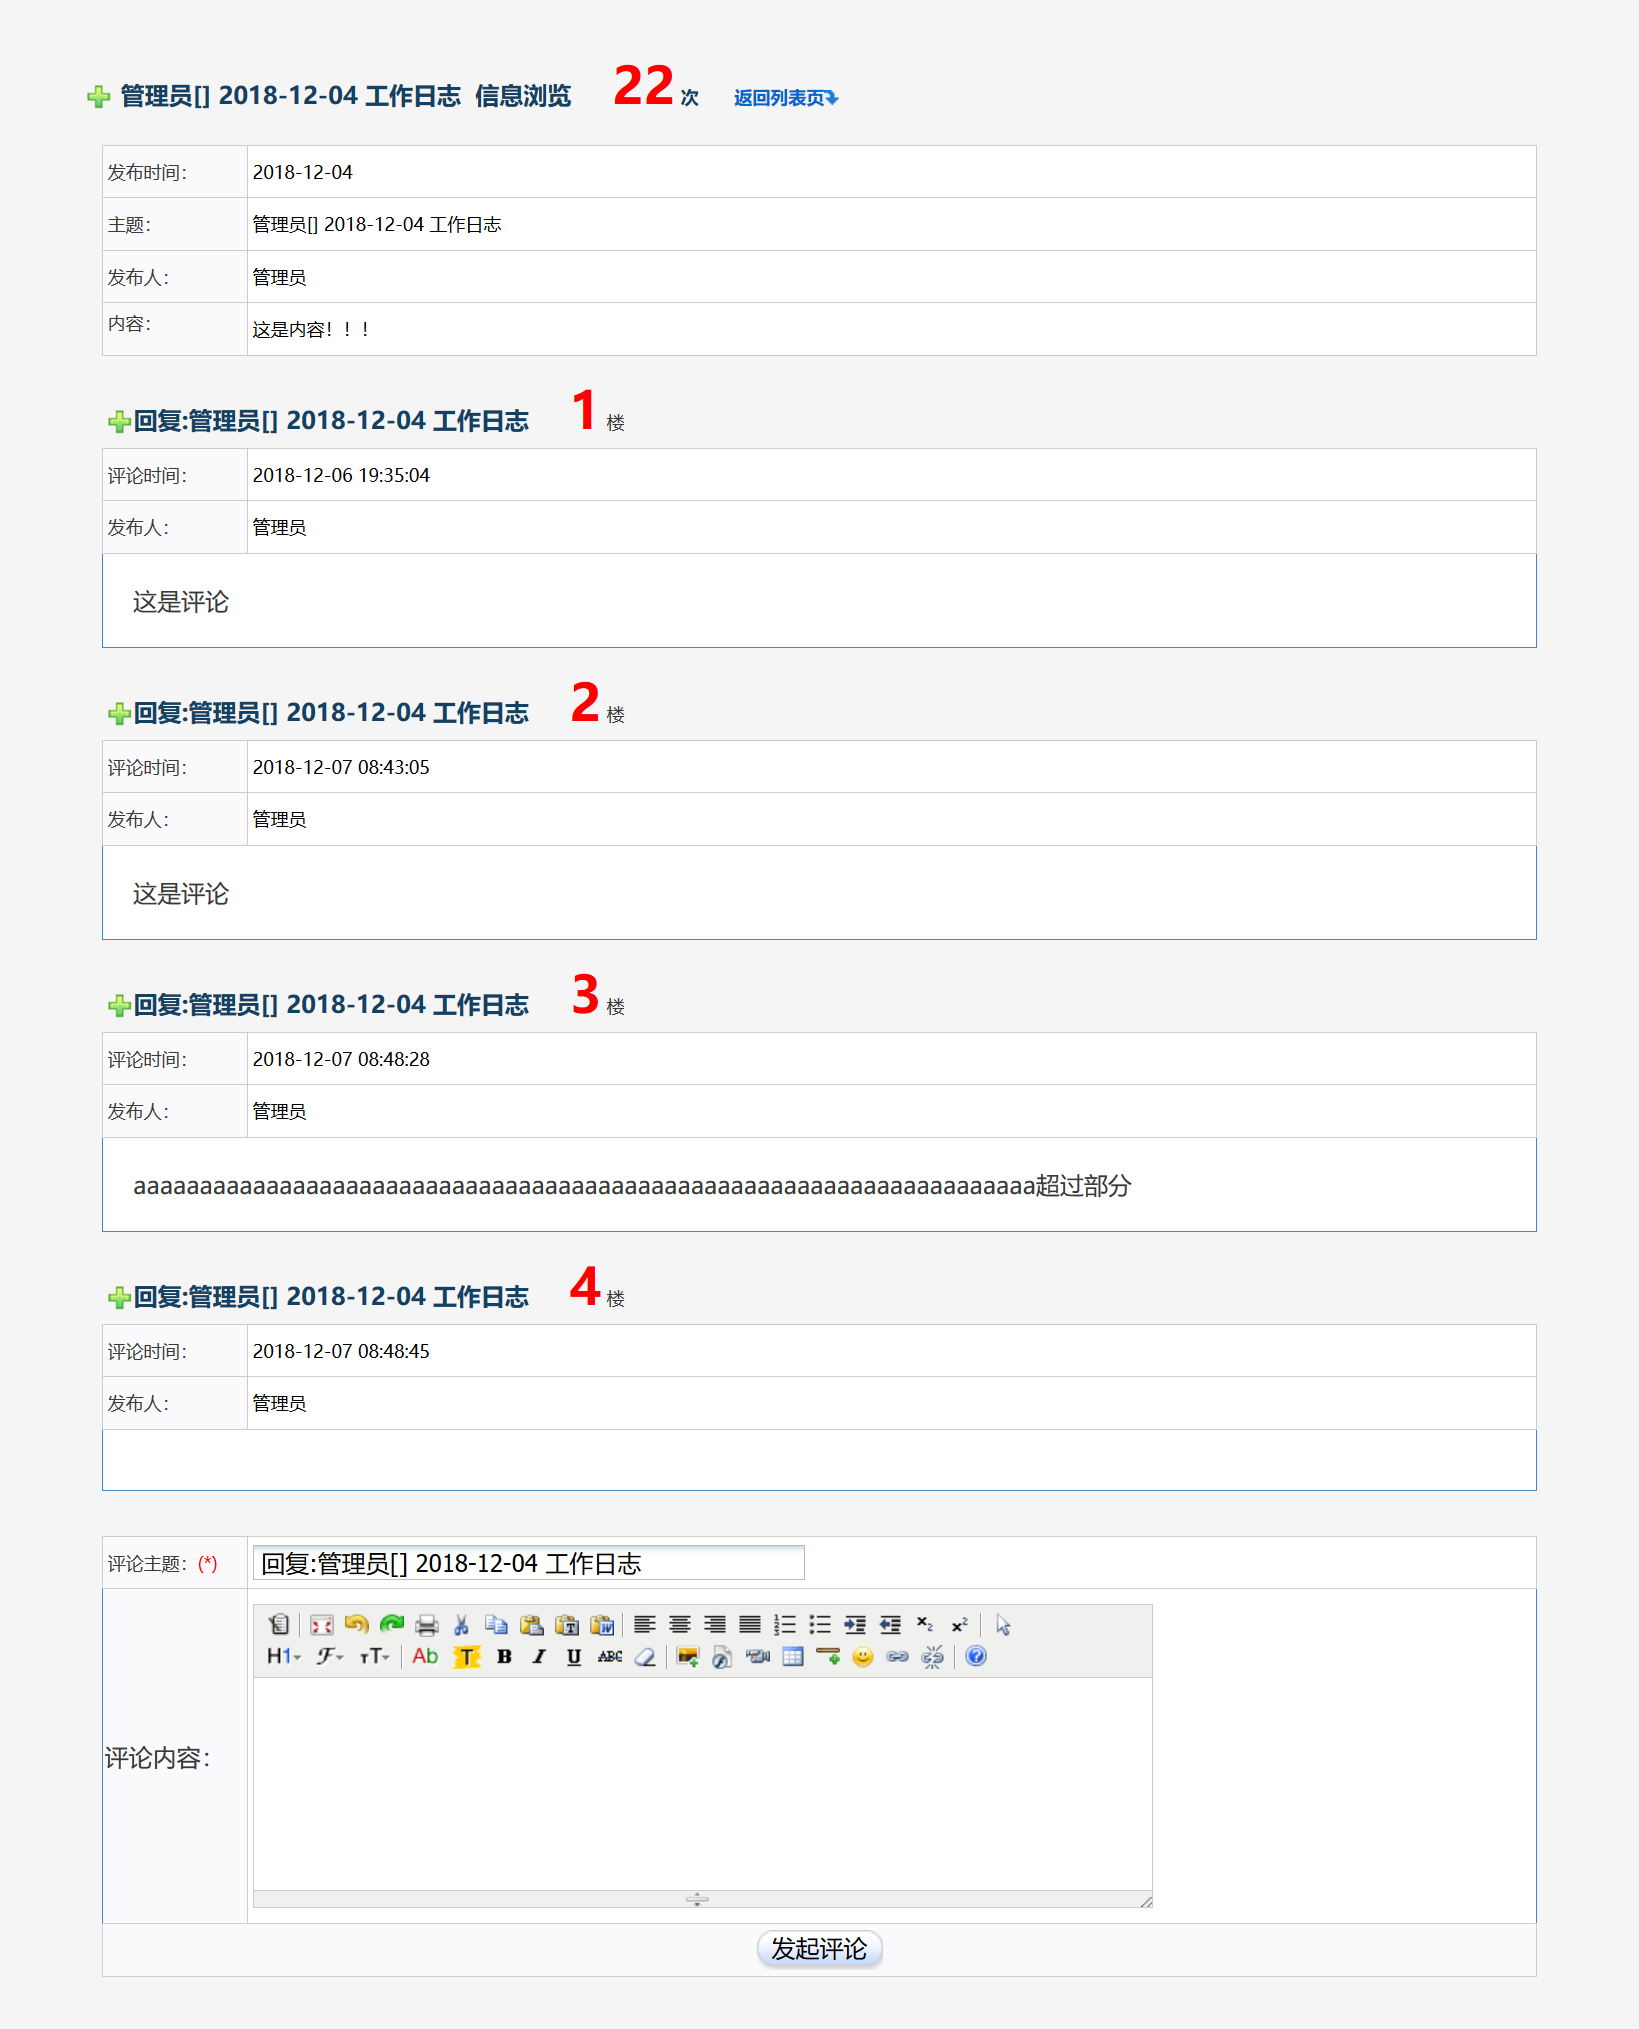 管理员[] 2018-12-04 工作日志 信息浏览 22 次 返回列表页
发布时间： 2018-12-04
主题： 管理员[] 2018-12-04 工作日志
发布人： 管理员
内容： 这是内容！！！
回复:管理员[] 2018-12-04 工作日志 1 楼
评论时间： 2018-12-06 19:35:04
发布人： 管理员
这是评论
回复:管理员[] 2018-12-04 工作日志 2 楼
评论时间： 2018-12-07 08:43:05
发布人： 管理员
这是评论
回复:管理员[] 2018-12-04 工作日志 3 楼
评论时间： 2018-12-07 08:48:28
发布人： 管理员
aaaaaaaaaaaaaaaaaaaaaaaaaaaaaaaaaaaaaaaaaaaaaaaaaaaaaaaaaaaaaaaaaaaa超过部分
回复:管理员[] 2018-12-04 工作日志 4 楼
评论时间： 2018-12-07 08:48:45
发布人： 管理员
评论主题：(*) 回复:管理员[] 2018-12-04 工作日志
H1 F TT Ab T B I U ABC
评论内容：
发起评论